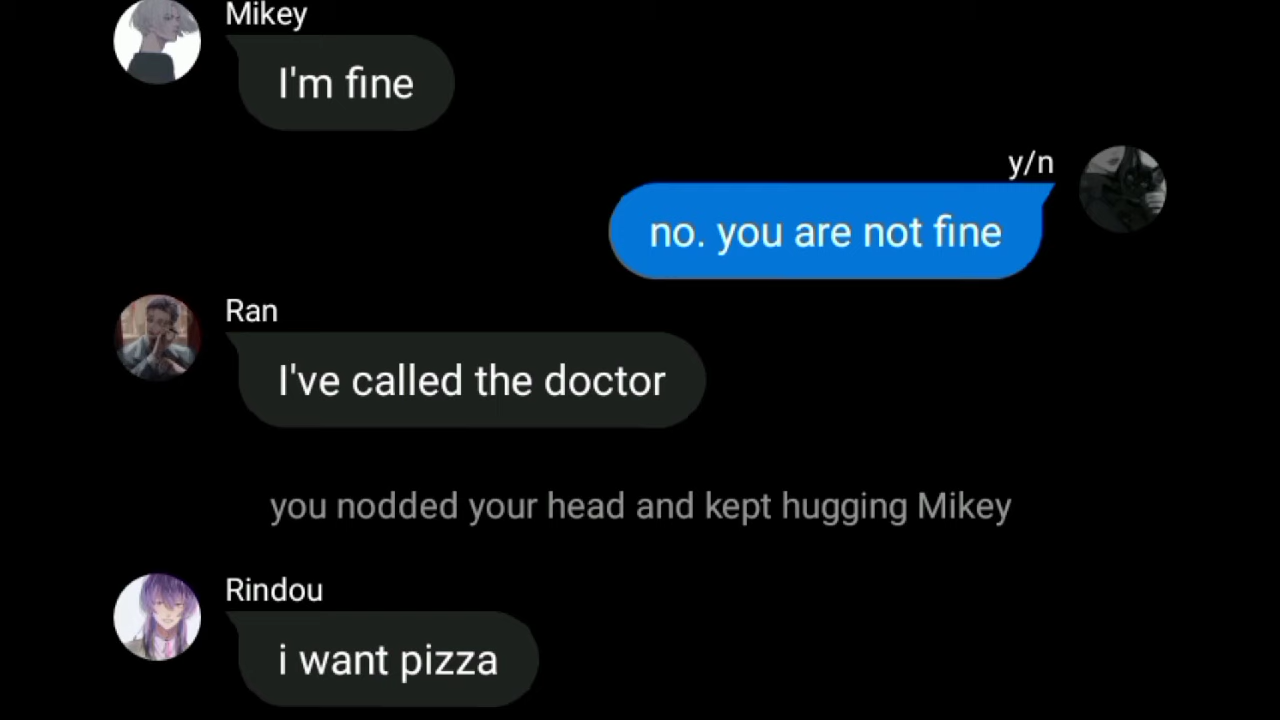 Mikey
I'm fine
y/n
no. you are not fine
Ran
I've called the doctor
you nodded your head and kept hugging Mikey
Rindou
i want pizza